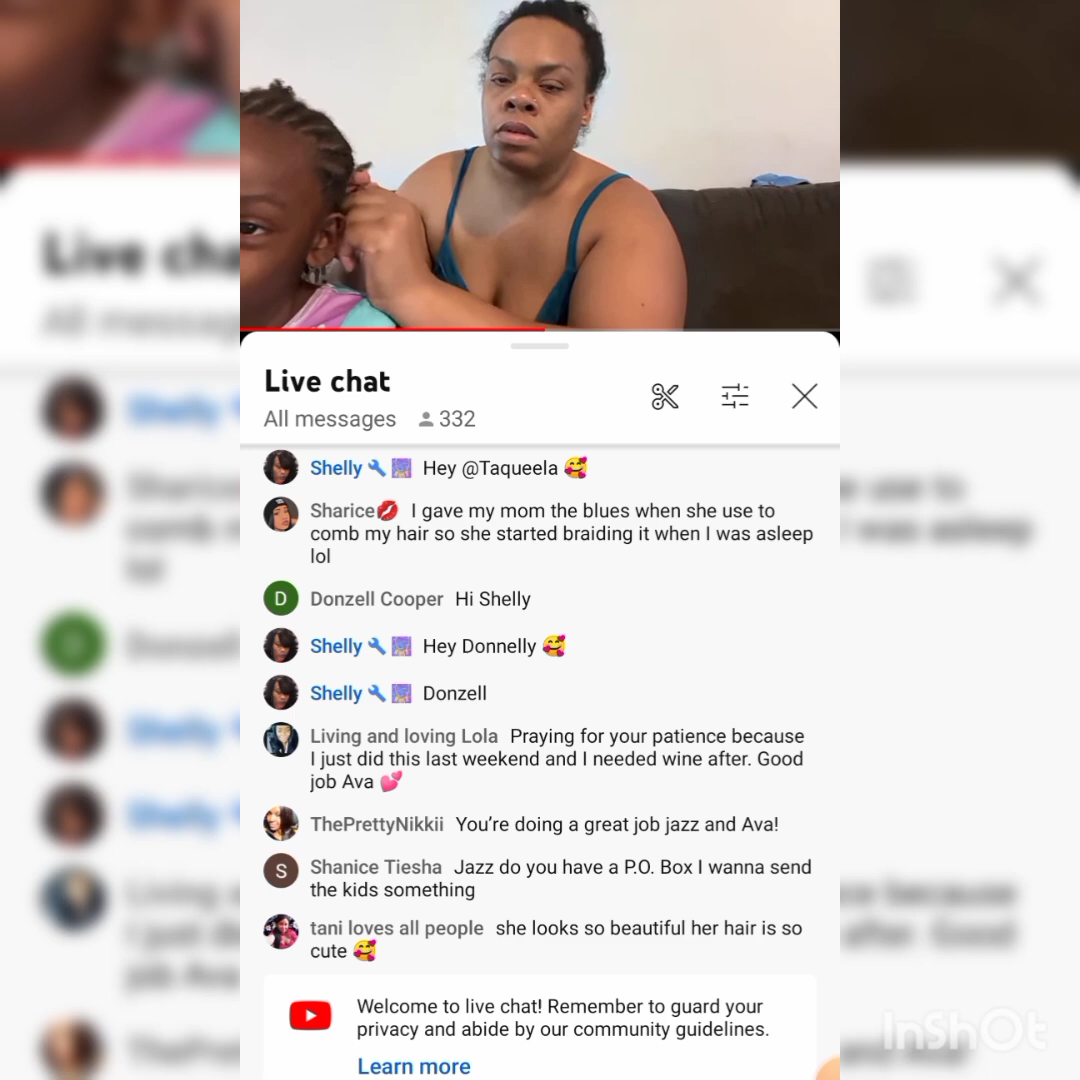 Live chat
All messages 332
Shelly Hey @Taqueela 🥰
Sharice💋 I gave my mom the blues when she use to
comb my hair so she started braiding it when I was asleep
lol
D Donzell Cooper Hi Shelly
Shelly Hey Donnelly 🥰
Shelly Donzell
Living and loving Lola Praying for your patience because
I just did this last weekend and I needed wine after. Good
job Ava 💕
ThePrettyNikkii You’re doing a great job jazz and Ava!
S Shanice Tiesha Jazz do you have a P.O. Box I wanna send
the kids something
tani loves all people she looks so beautiful her hair is so
cute 🥰
Welcome to live chat! Remember to guard your
privacy and abide by our community guidelines.
Learn more
InShOt